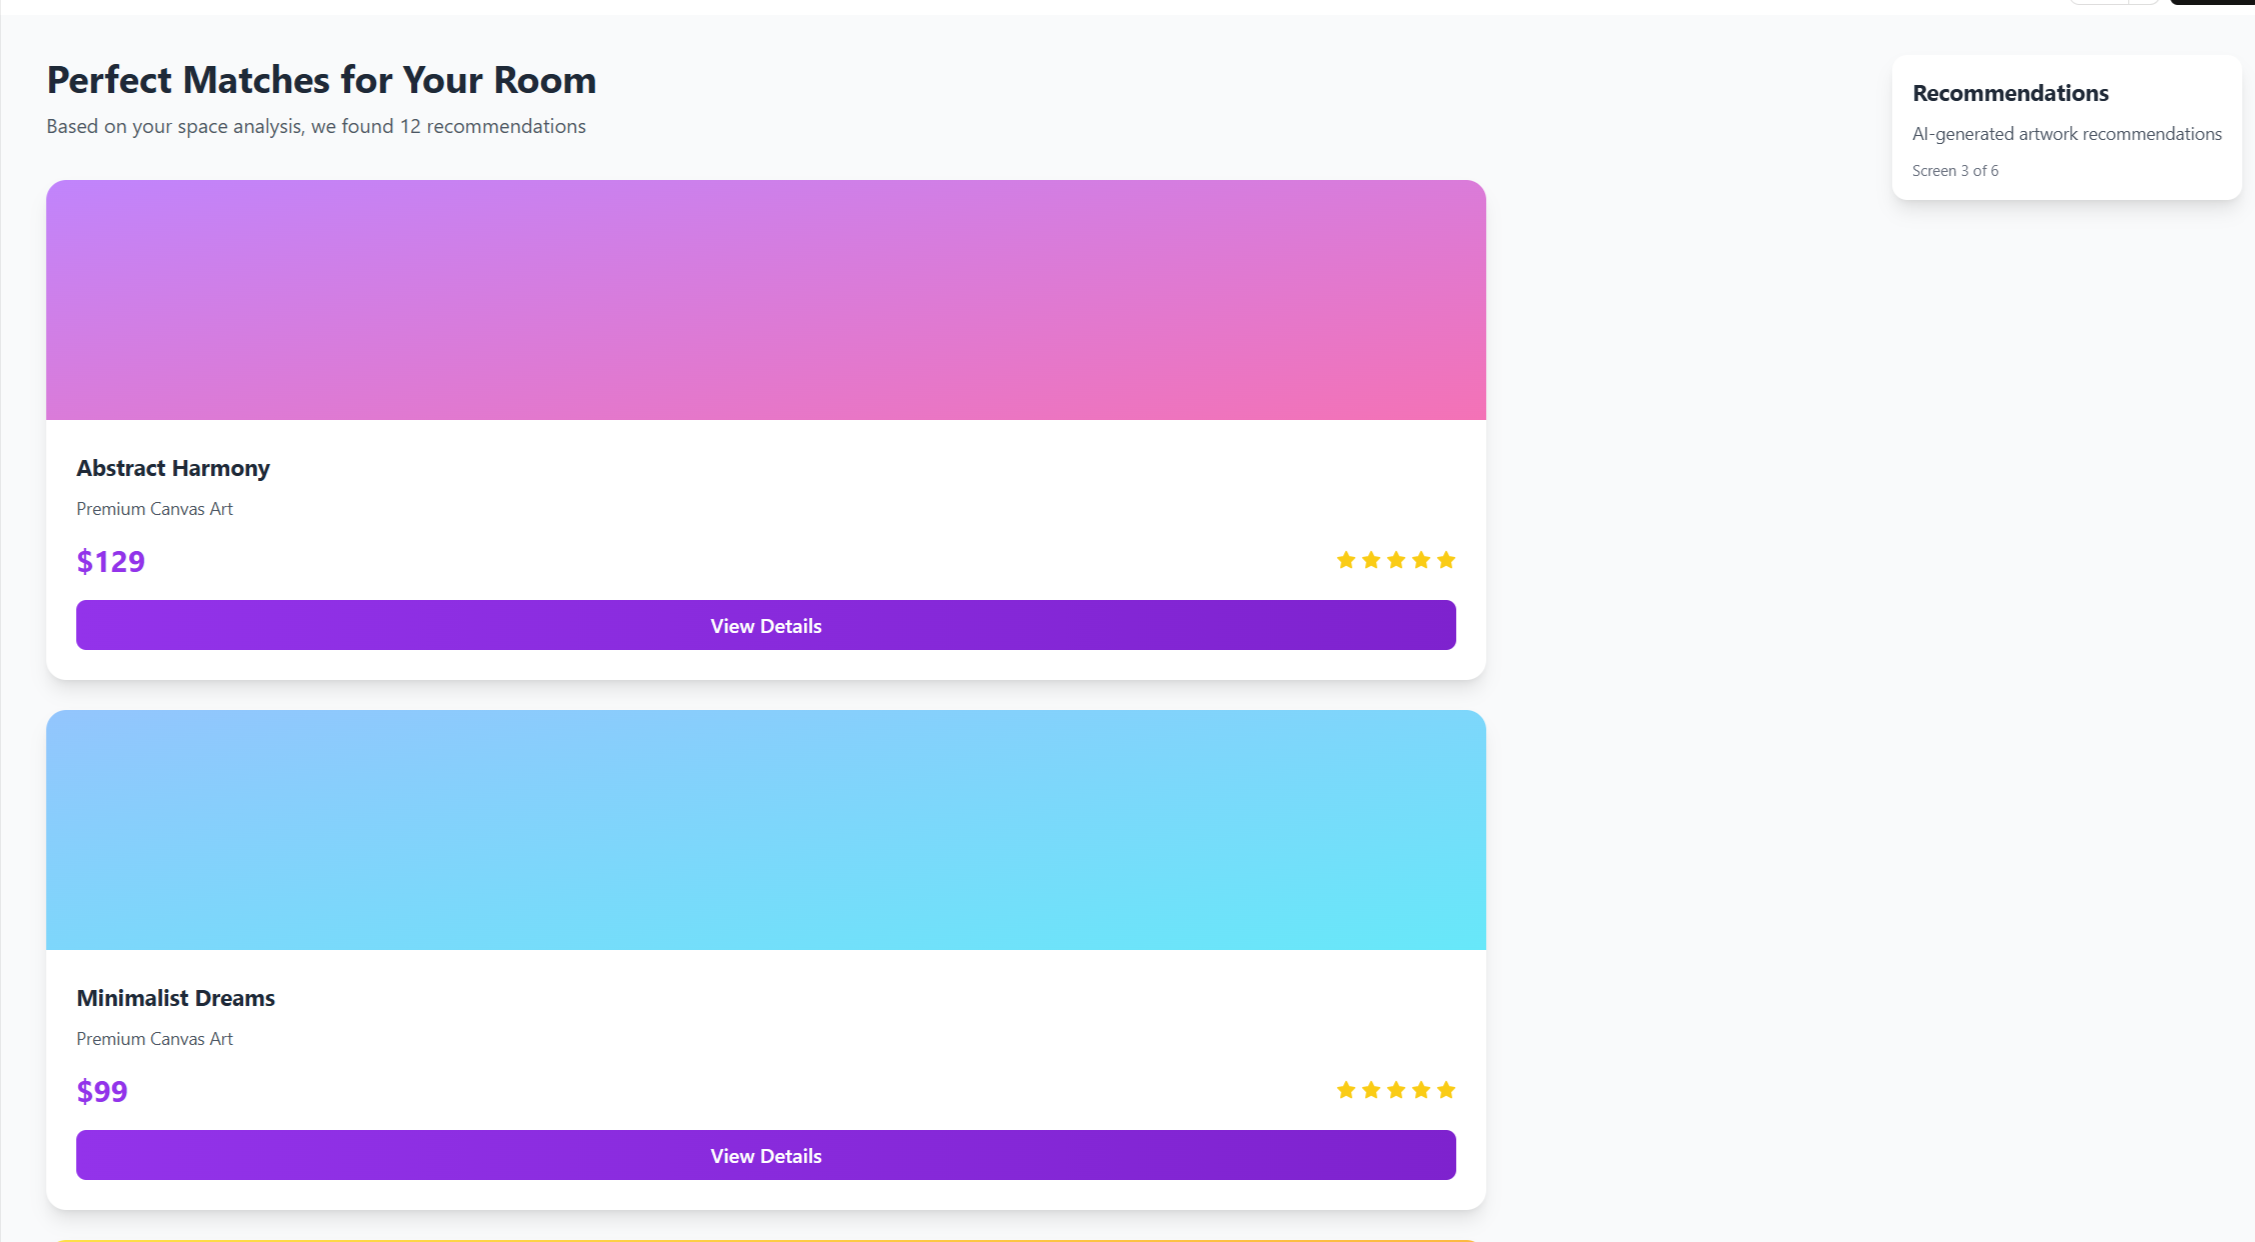 Perfect Matches for Your Room
Based on your space analysis, we found 12 recommendations
Recommendations
AI-generated artwork recommendations
Screen 3 of 6
Abstract Harmony
Premium Canvas Art
$129
View Details
Minimalist Dreams
Premium Canvas Art
$99
View Details